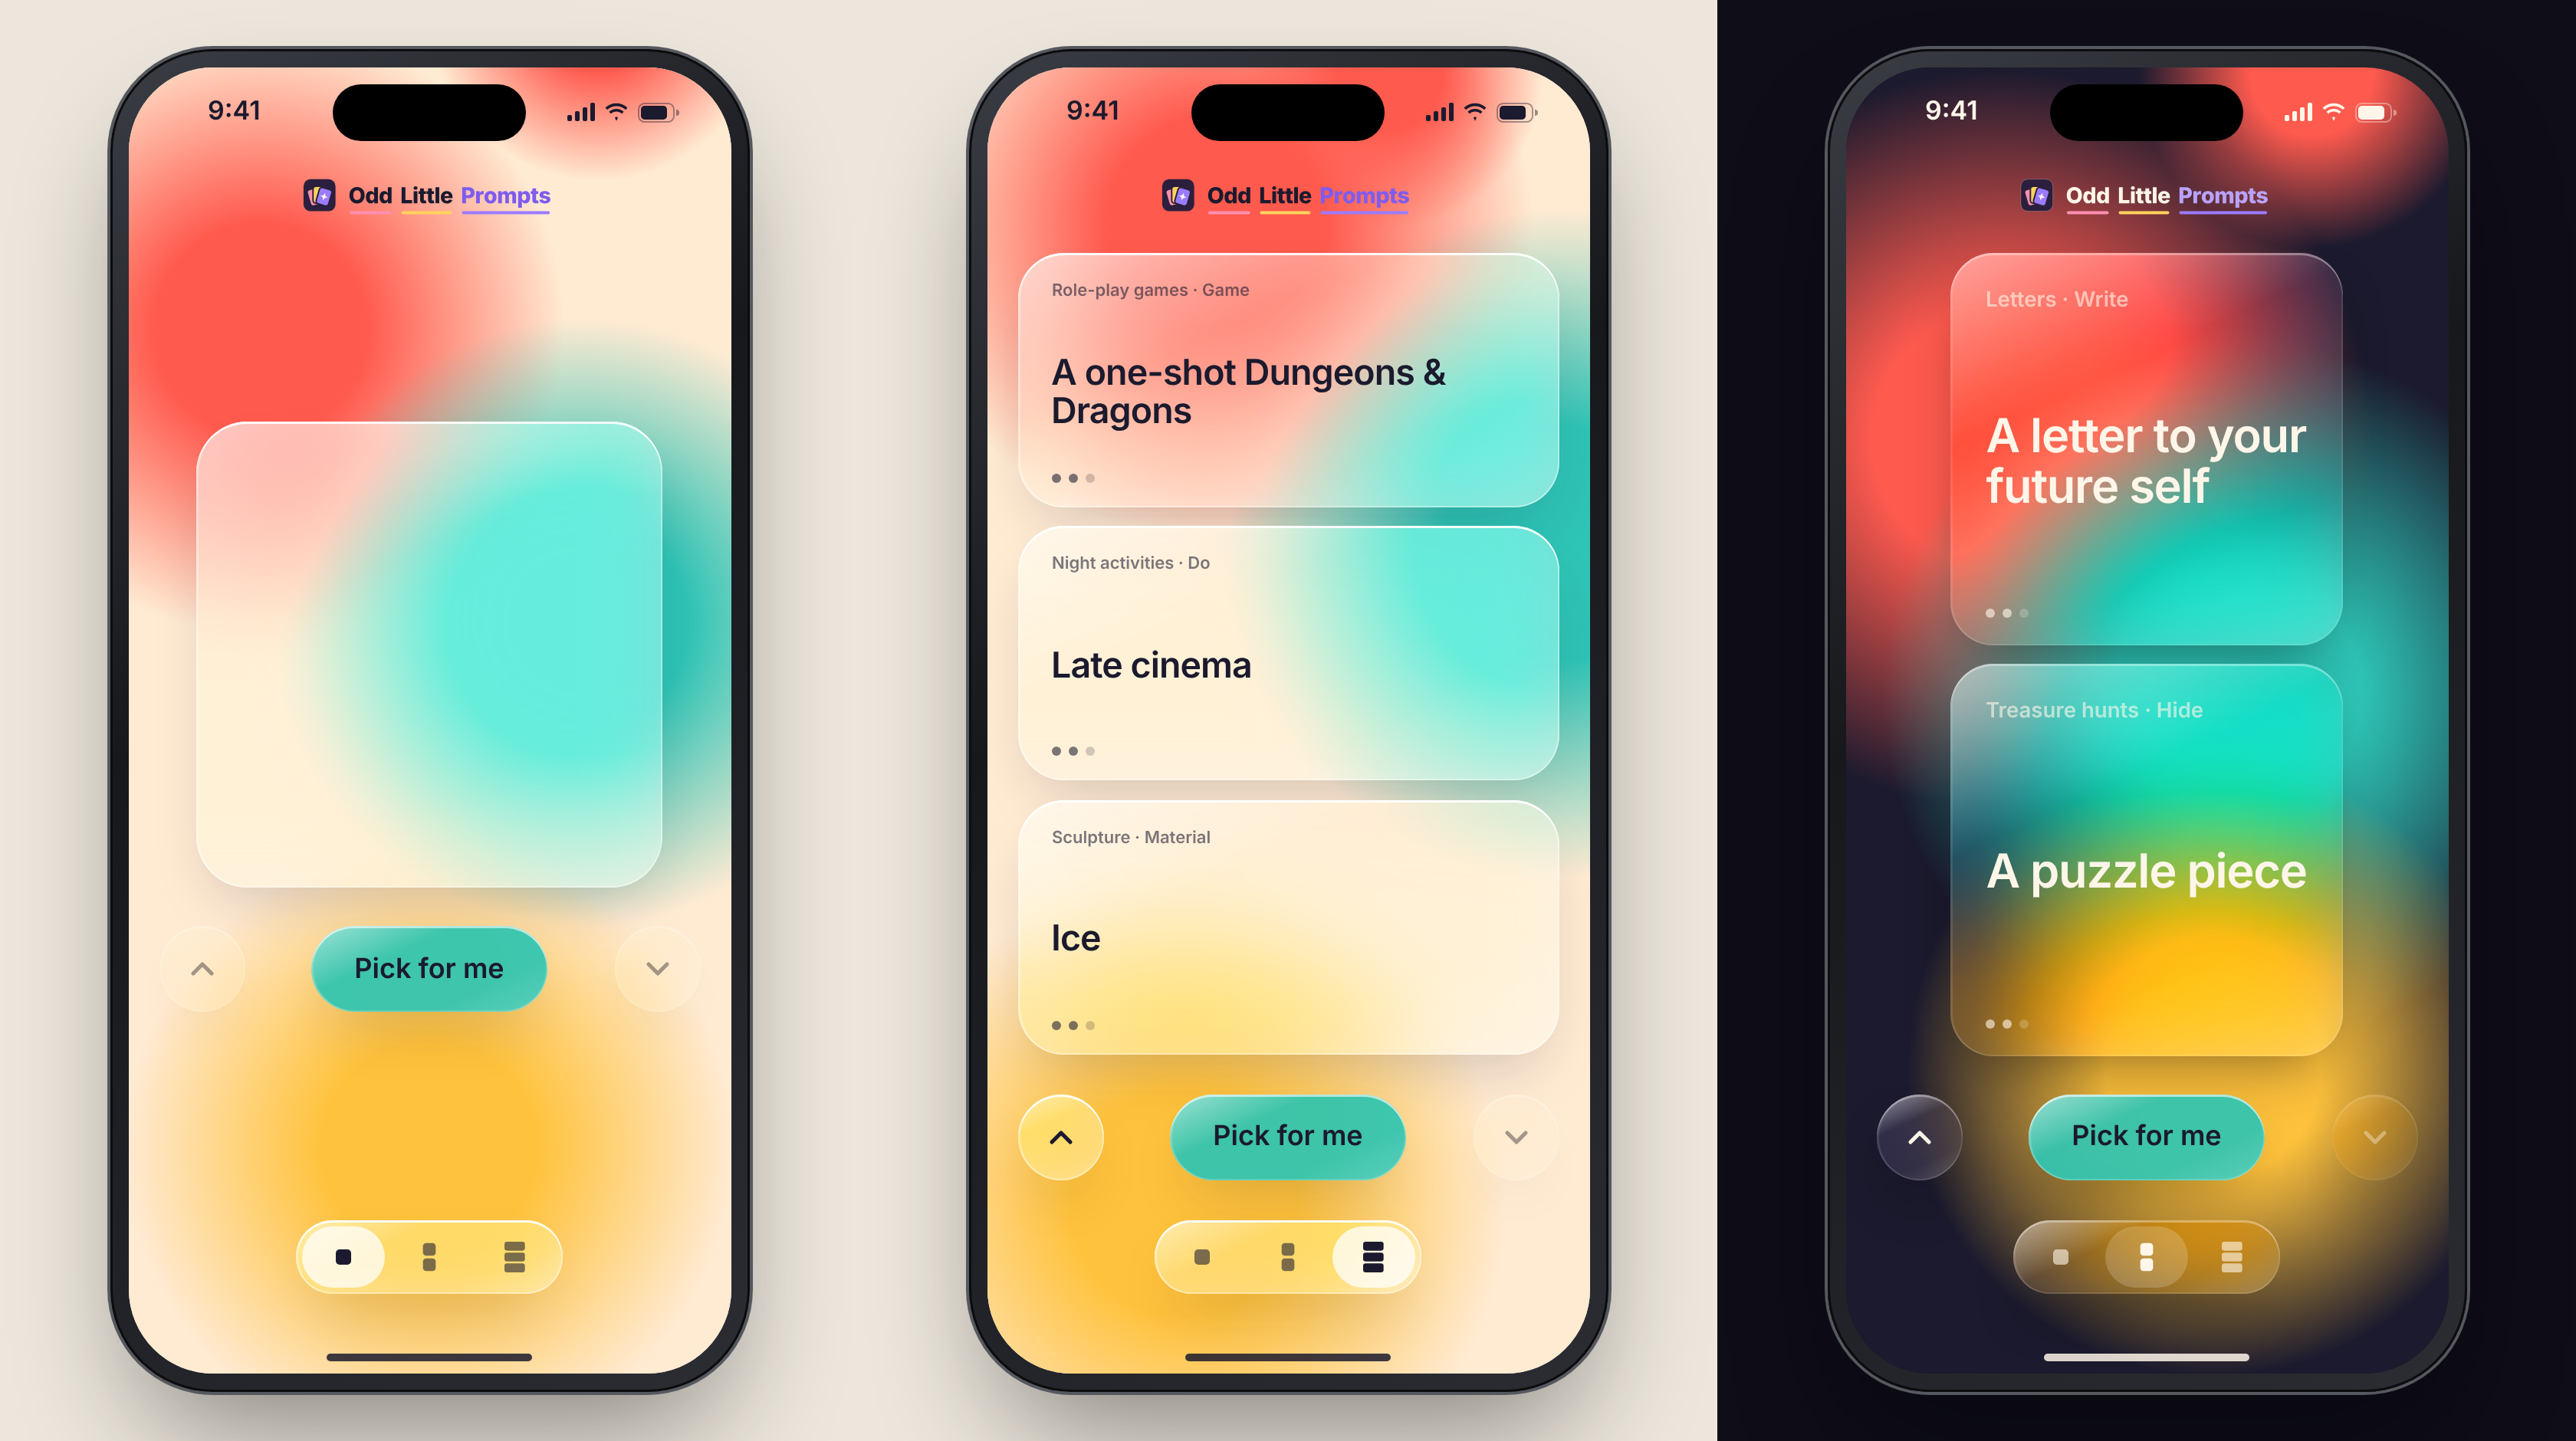 9:41
Odd Little Prompts
Pick for me
9:41
Odd Little Prompts
Role-play games · Game
A one-shot Dungeons &
Dragons
Night activities · Do
Late cinema
Sculpture · Material
Ice
Pick for me
9:41
Odd Little Prompts
Letters · Write
A letter to your
future self
Treasure hunts · Hide
A puzzle piece
Pick for me